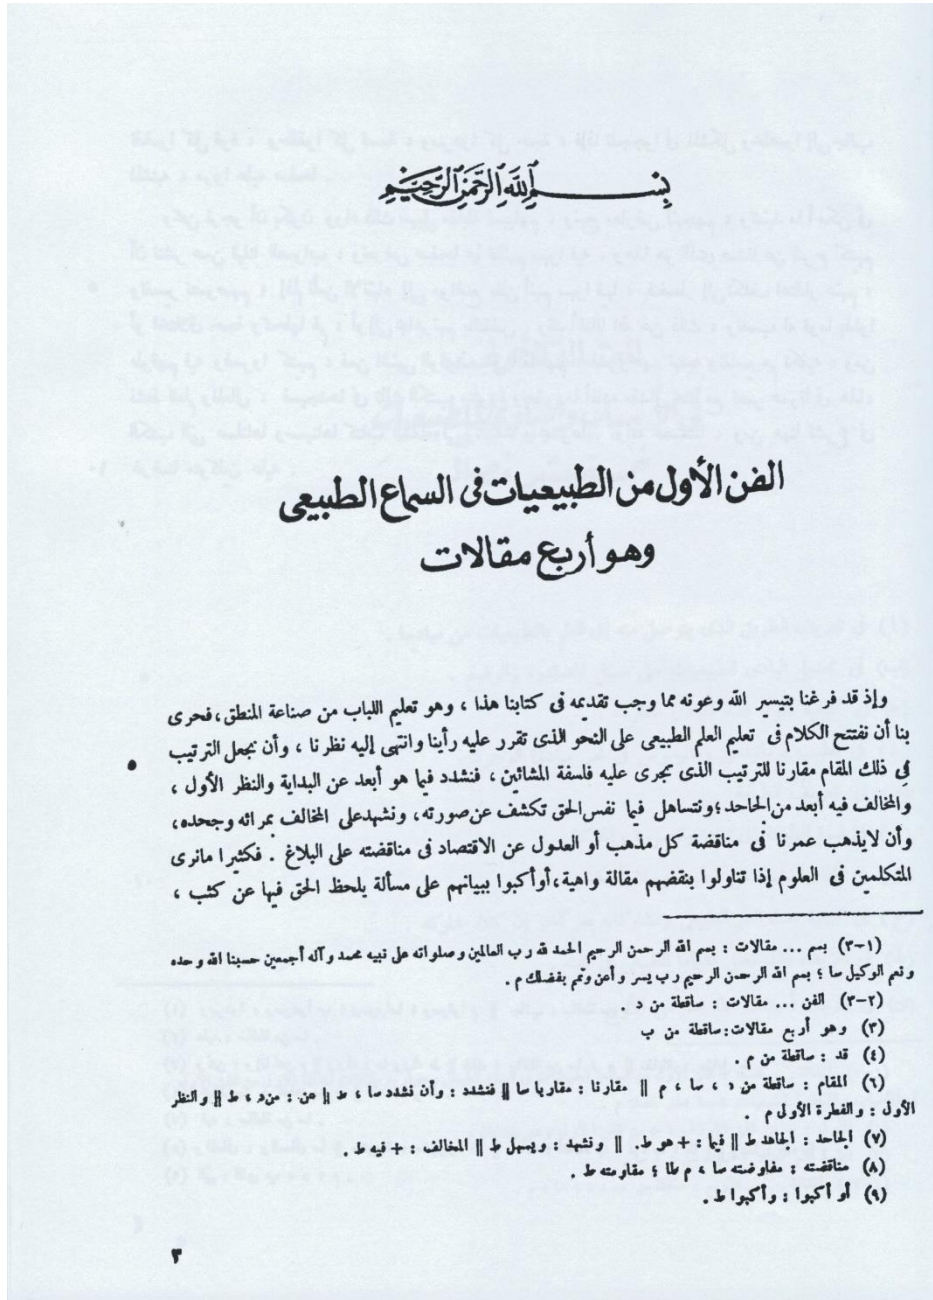 بسم الله الرحمن الرحيم
الفن الأول من الطبيعيات فى السماع الطبيعى
وهو أربع مقالات
وإذ قد فرغنا بتيسير الله وعونه مما وجب تقديمه فى كتابنا هذا ، وهو تعليم اللباب من صناعة المنطق ، فحرى
بنا أن نفتتح الكلام فى تعليم العلم الطبيعى على النحو الذى تقرر عليه رأينا وانتهى إليه نظرنا ، وأن نجعل الترتيب
٥
فى ذلك المقام مقارنا للترتيب الذى تجرى عليه فلسفة المشائين ، فنشدد فيما هو أبعد عن البداية والنظر الأول ،
والمخالف فيه أبعد من الجاحد ؛ ونتساهل فيما نفس الحق تكشف عن صورته ، ونشهد على المخالف بمرائه وجحده ،
وأن لايذهب عمرنا فى مناقضة كل مذهب أو العدول عن الاقتصاد فى مناقضته على البلاغ . فكثيرا مانرى
المتكلمين فى العلوم إذا تناولوا بنقضهم مقالة واهية ، أو أكبوا ببيانهم على مسألة يلحظ الحق فيها عن كثب ،
(١-٣) بسم ... مقالات : بسم الله الرحمن الرحيم الحمد لله رب العالمين وصلواته على نبيه محمد وآله أجمعين حسبنا الله وحده
ونعم الوكيل سا ؛ بسم الله الرحمن الرحيم رب يسر وأعن وتمم بفضلك م .
(٢-٣) الفن ... مقالات : ساقطة من د .
(٣) وهو أربع مقالات : ساقطة من ب
(٤) قد : ساقطة من م .
(٦) المقام : ساقطة من د ، سا ، م || مقارنا : مقاربا سا || فنشدد : وأن نشدد سا ، ط || عن : من د ، ط || والنظر
الأول : والفطرة الأولى م .
(٧) الجاحد : الجاهد ط || فيما : + هو ط . || ونشهد : ويسهل ط || المخالف : + فيه ط .
(٨) مناقضته : مفاوضته سا ، م طا ؛ مقاومته ط .
(٩) أو أكبوا : وأكبوا ط .
٣